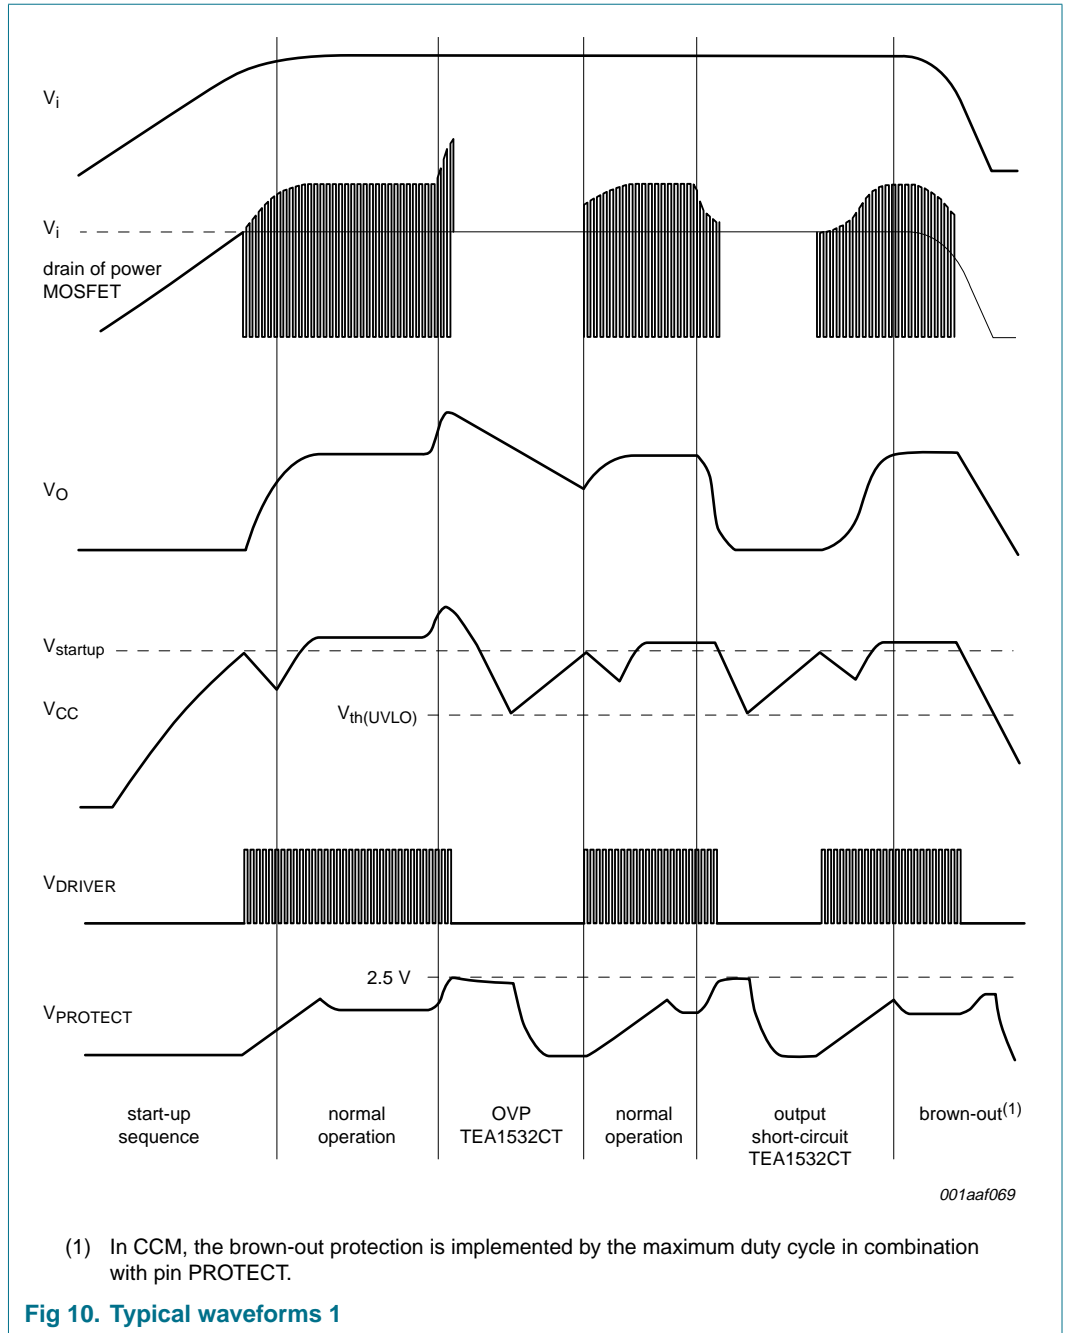 Vi
Vi
drain of power
MOSFET
VO
Vstartup
VCC
Vth(UVLO)
VDRIVER
2.5 V
VPROTECT
start-up
sequence
normal
operation
OVP
TEA1532CT
normal
operation
output
short-circuit
TEA1532CT
brown-out(1)
001aaf069
(1) In CCM, the brown-out protection is implemented by the maximum duty cycle in combination
with pin PROTECT.
Fig 10. Typical waveforms 1